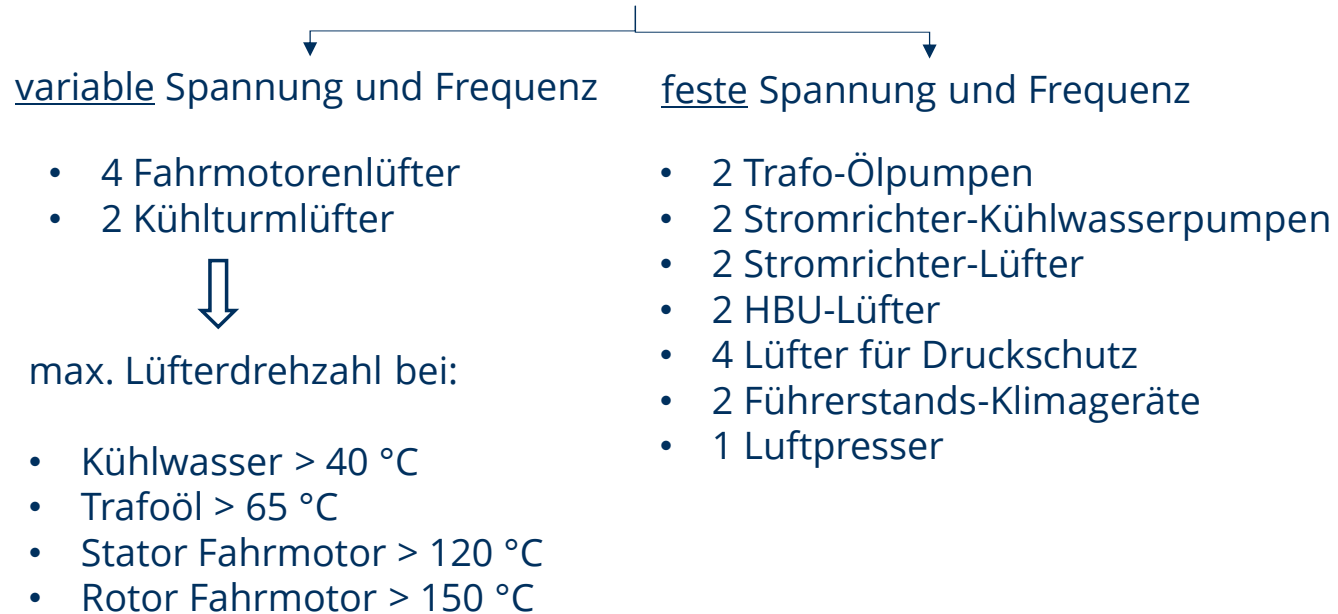 variable Spannung und Frequenz
• 4 Fahrmotorenlüfter
• 2 Kühlturmlüfter
max. Lüfterdrehzahl bei:
• Kühlwasser > 40 °C
• Trafoöl > 65 °C
• Stator Fahrmotor > 120 °C
• Rotor Fahrmotor > 150 °C
feste Spannung und Frequenz
• 2 Trafo-Ölpumpen
• 2 Stromrichter-Kühlwasserpumpen
• 2 Stromrichter-Lüfter
• 2 HBU-Lüfter
• 4 Lüfter für Druckschutz
• 2 Führerstands-Klimageräte
• 1 Luftpresser